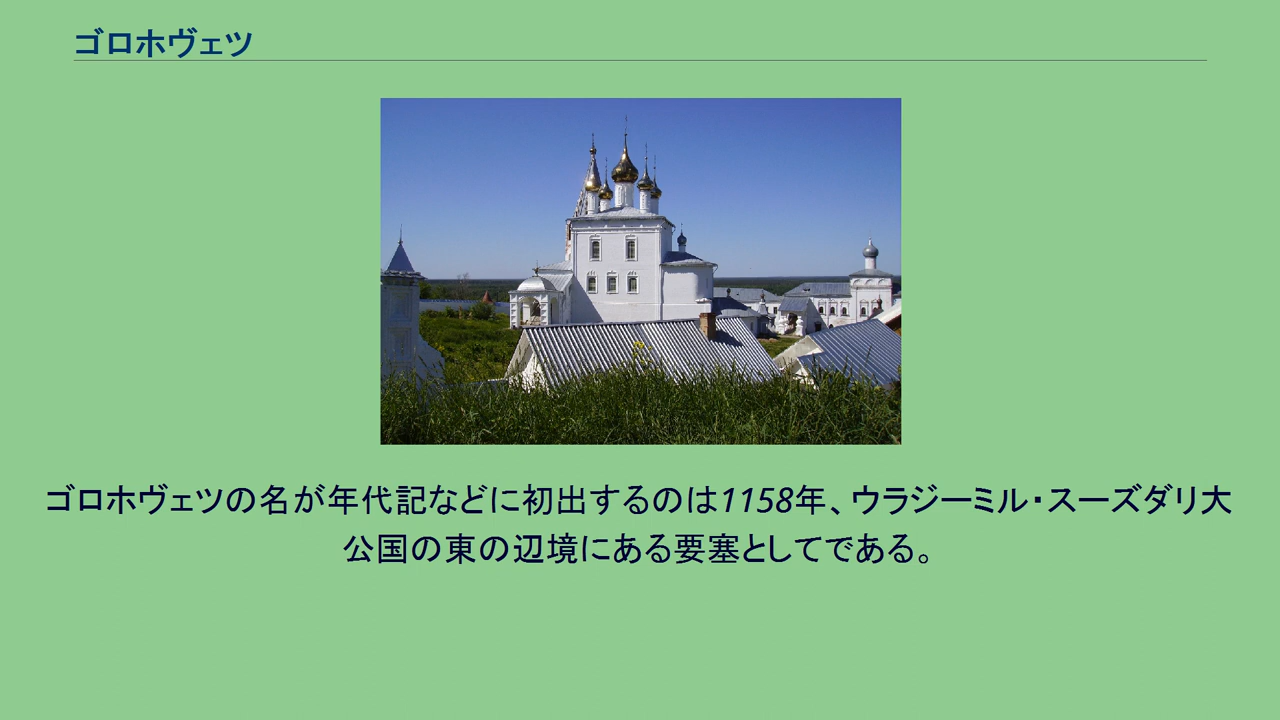 ゴロホヴェツ
ゴロホヴェツの名が年代記などに初出するのは1158年、ウラジーミル・スーズダリ大
公国の東の辺境にある要塞としてである。